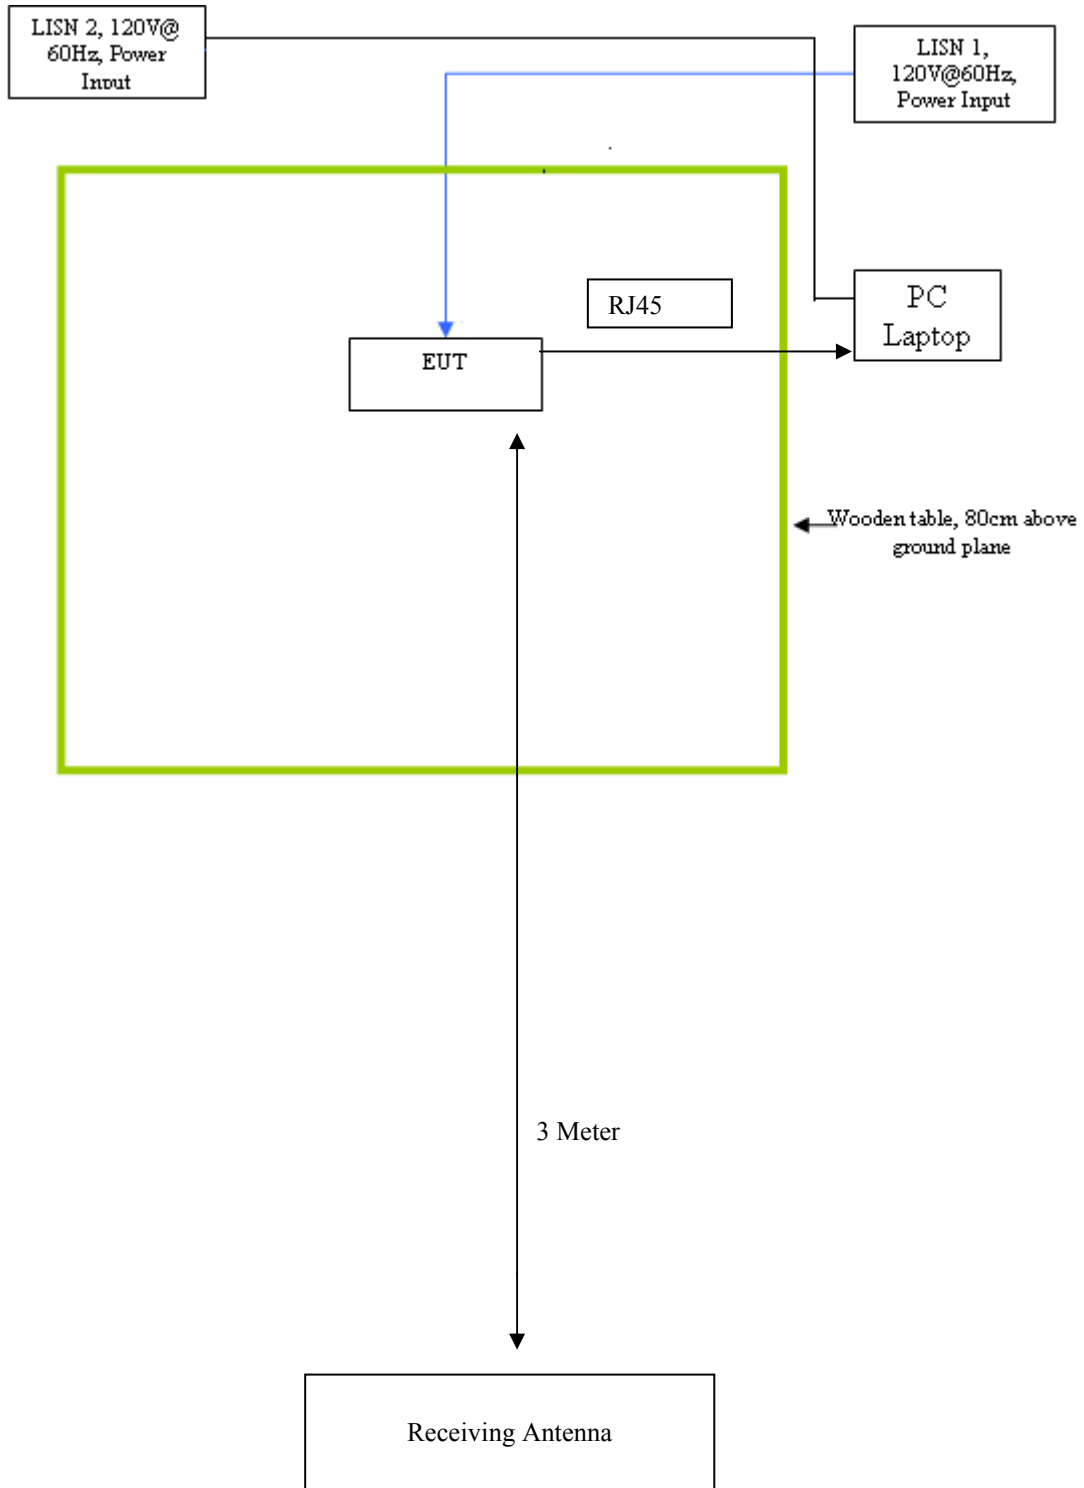 LISN 2, 120V@
60Hz, Power
Input
LISN 1,
120V@60Hz,
Power Input
RJ45
PC
Laptop
EUT
Wooden table, 80cm above
ground plane
3 Meter
Receiving Antenna